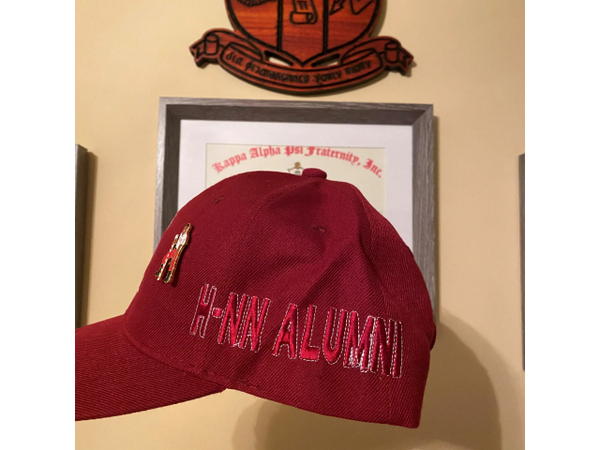 Kappa Alpha Psi Fraternity, Inc.
H-NN ALUMNI